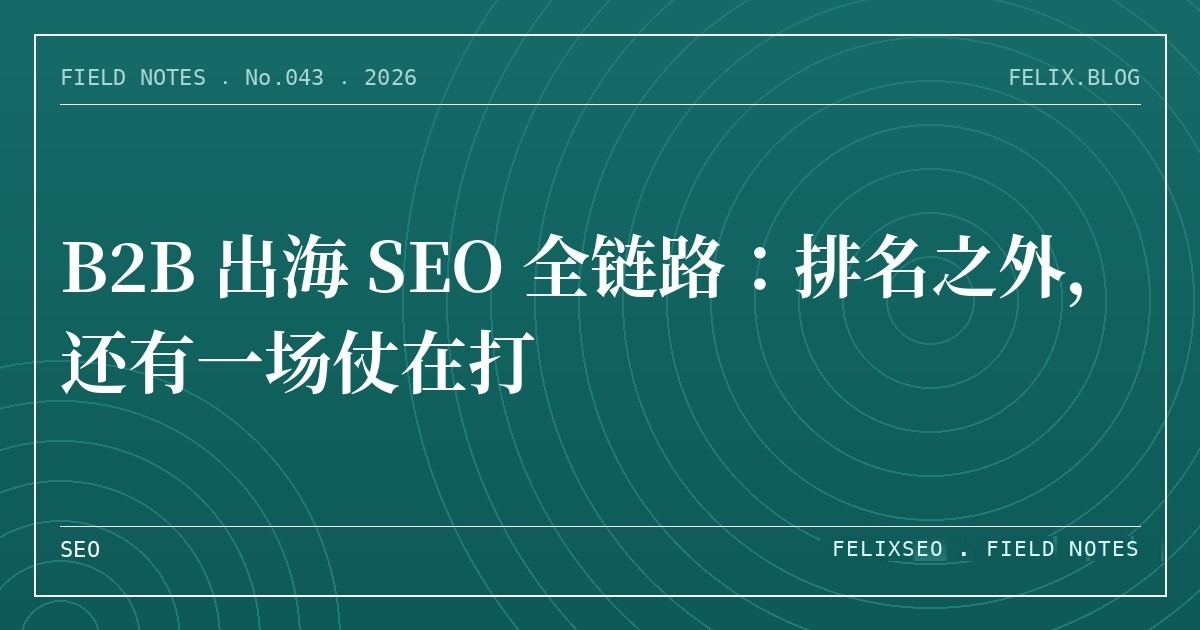 FIELD NOTES . No.043 . 2026
FELIX.BLOG
B2B 出海 SEO 全链路：排名之外，
还有一场仗在打
SEO
FELIXSEO . FIELD NOTES